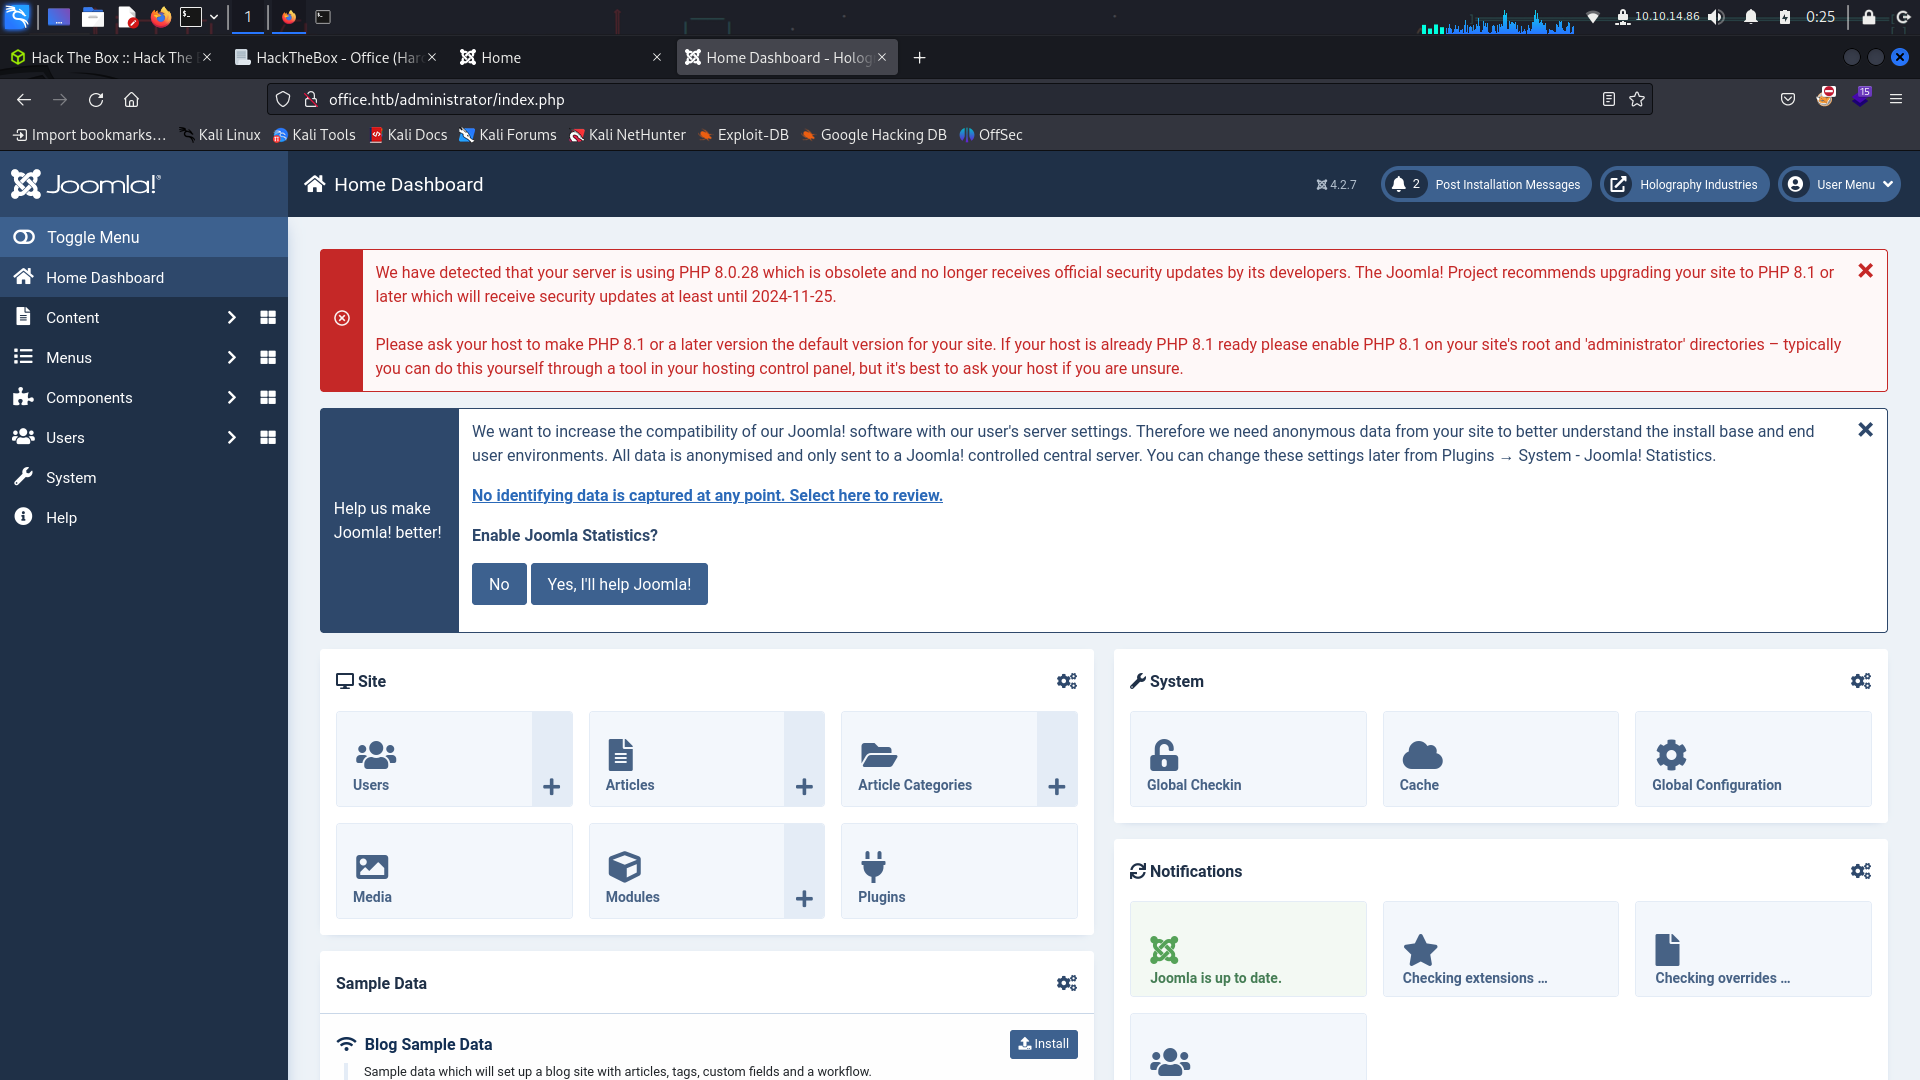 1
10.10.14.86
0:25
Hack The Box :: Hack The
HackTheBox - Office (Har
Home
Home Dashboard - Holog
office.htb/administrator/index.php
15
Import bookmarks...
Kali Linux
Kali Tools
Kali Docs
Kali Forums
Kali NetHunter
Exploit-DB
Google Hacking DB
OffSec
Joomla!®
Home Dashboard
4.2.7
2
Post Installation Messages
Holography Industries
User Menu
Toggle Menu
Home Dashboard
Content
Menus
Components
Users
System
Help
We have detected that your server is using PHP 8.0.28 which is obsolete and no longer receives official security updates by its developers. The Joomla! Project recommends upgrading your site to PHP 8.1 or
later which will receive security updates at least until 2024-11-25.
Please ask your host to make PHP 8.1 or a later version the default version for your site. If your host is already PHP 8.1 ready please enable PHP 8.1 on your site's root and 'administrator' directories – typically
you can do this yourself through a tool in your hosting control panel, but it's best to ask your host if you are unsure.
Help us make
Joomla! better!
We want to increase the compatibility of our Joomla! software with our user's server settings. Therefore we need anonymous data from your site to better understand the install base and end
user environments. All data is anonymised and only sent to a Joomla! controlled central server. You can change these settings later from Plugins → System - Joomla! Statistics.
No identifying data is captured at any point. Select here to review.
Enable Joomla Statistics?
No
Yes, I'll help Joomla!
Site
Users
Articles
Article Categories
Media
Modules
Plugins
System
Global Checkin
Cache
Global Configuration
Notifications
Joomla is up to date.
Checking extensions ...
Checking overrides ...
Sample Data
Blog Sample Data
Install
Sample data which will set up a blog site with articles, tags, custom fields and a workflow.